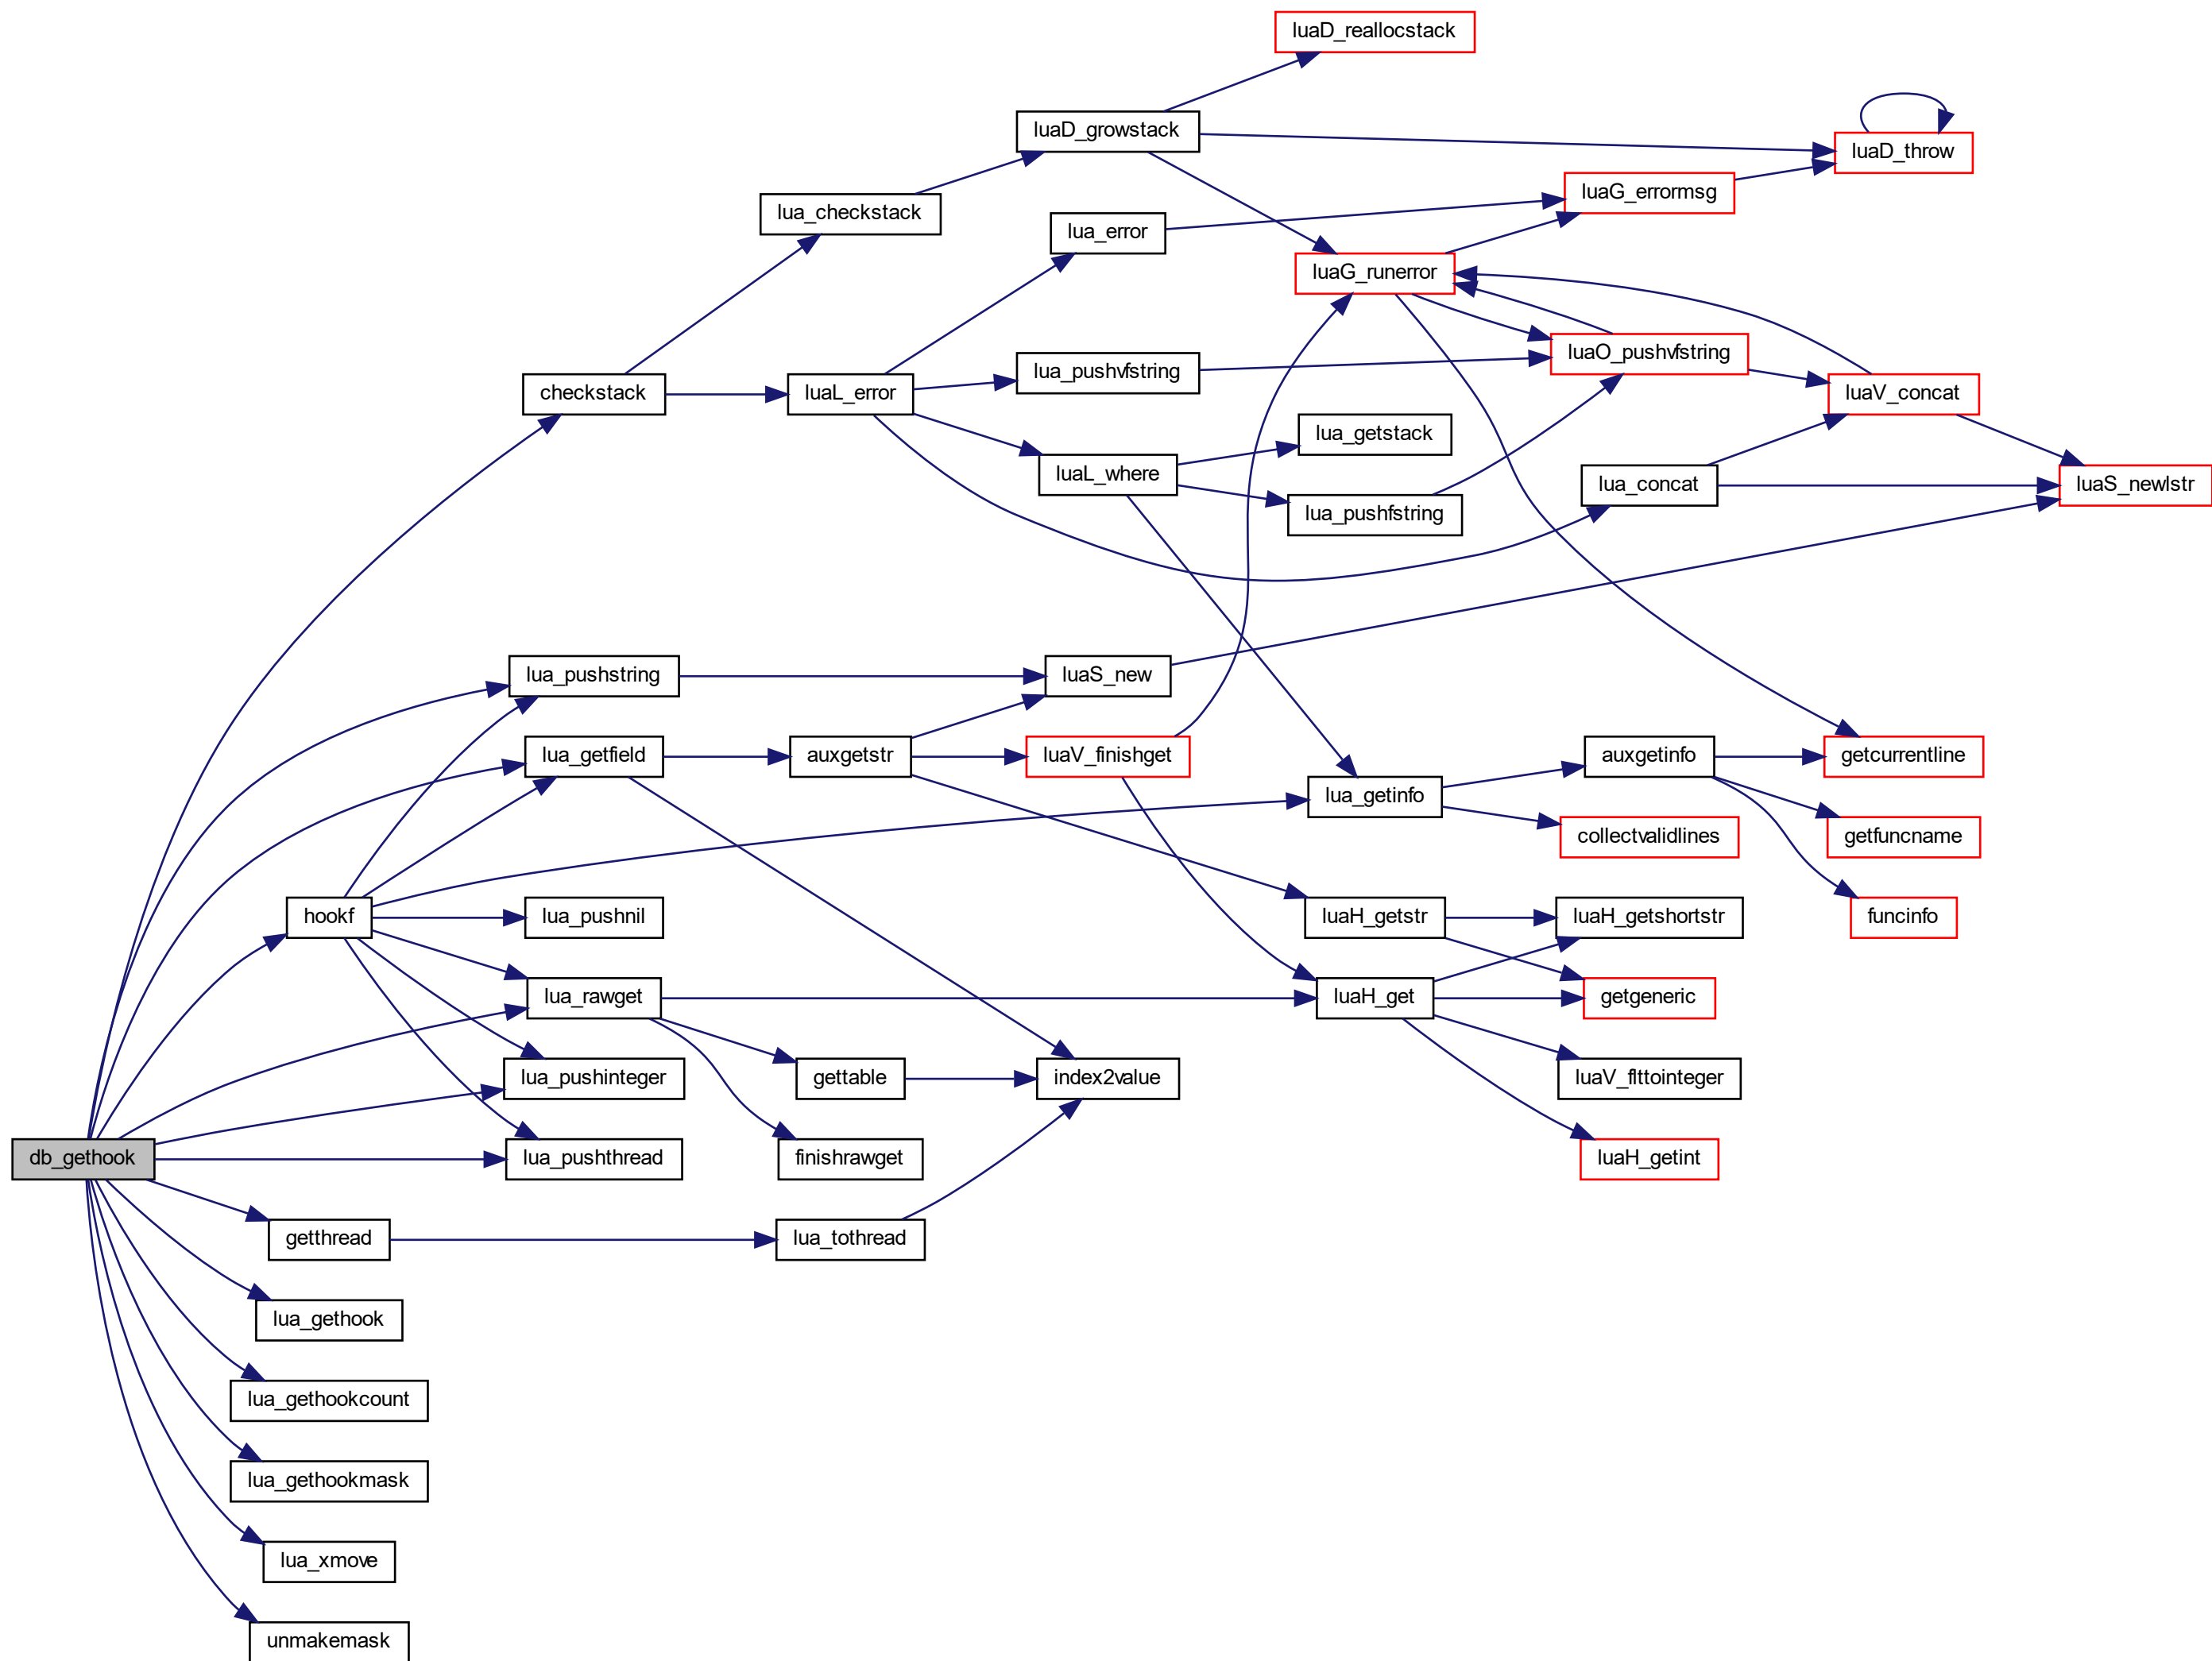 luaD_reallocstack
luaD_growstack
luaD_throw
luaG_errormsg
lua_checkstack
lua_error
luaG_runerror
luaO_pushvfstring
lua_pushvfstring
checkstack
luaL_error
luaV_concat
lua_getstack
luaL_where
lua_concat
luaS_newlstr
lua_pushfstring
lua_pushstring
luaS_new
lua_getfield
auxgetstr
luaV_finishget
auxgetinfo
getcurrentline
lua_getinfo
collectvalidlines
getfuncname
hookf
lua_pushnil
luaH_getstr
luaH_getshortstr
funcinfo
lua_rawget
luaH_get
getgeneric
lua_pushinteger
gettable
index2value
luaV_flttointeger
db_gethook
lua_pushthread
finishrawget
luaH_getint
getthread
lua_tothread
lua_gethook
lua_gethookcount
lua_gethookmask
lua_xmove
unmakemask